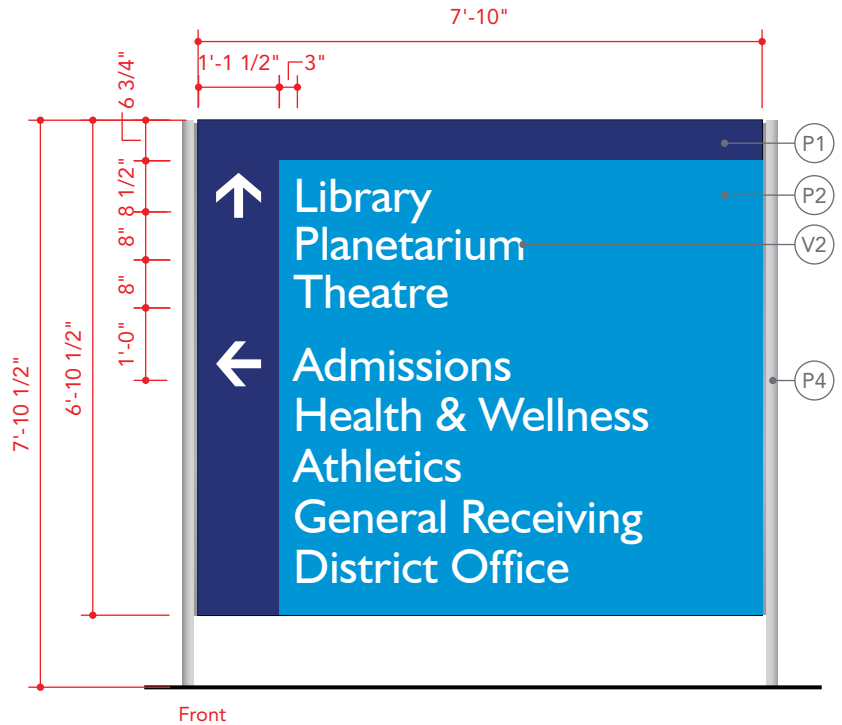 7'-10"
1'-1 1/2"
3"
6 3/4"
8 1/2"
8"
8"
1'-0"
6'-10 1/2"
7'-10 1/2"
P1
P2
V2
P4
Library
Planetarium
Theatre
Admissions
Health & Wellness
Athletics
General Receiving
District Office
Front